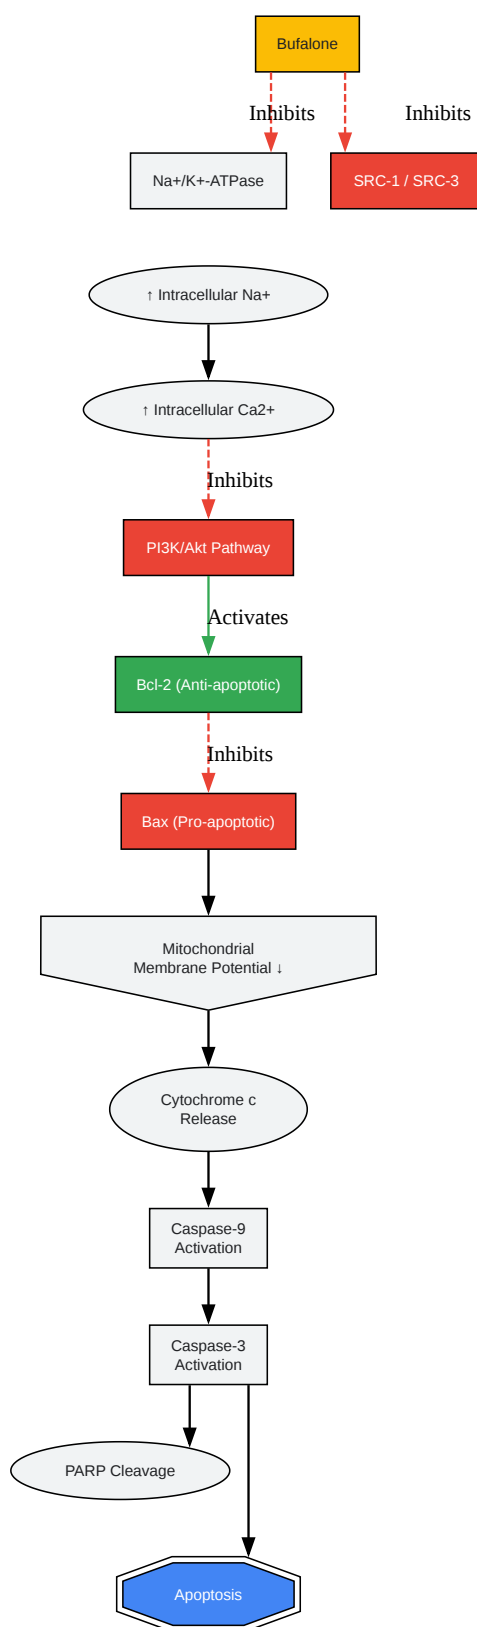 Bufalone
Inhibits
Inhibits
Na+/K+-ATPase
SRC-1 / SRC-3
↑ Intracellular Na+
↑ Intracellular Ca2+
Inhibits
PI3K/Akt Pathway
Activates
Bcl-2 (Anti-apoptotic)
Inhibits
Bax (Pro-apoptotic)
Mitochondrial
Membrane Potential ↓
Cytochrome c
Release
Caspase-9
Activation
Caspase-3
Activation
PARP Cleavage
Apoptosis